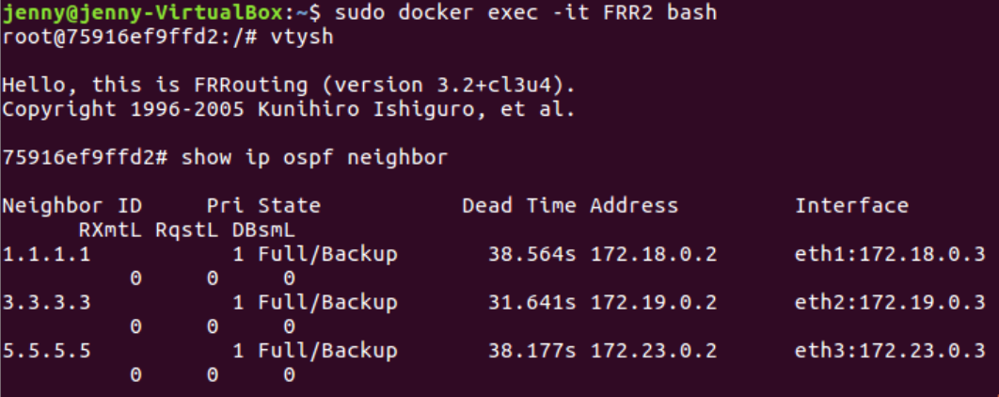 jenny@jenny-VirtualBox:~$ sudo docker exec -it FRR2 bash
root@75916ef9ffd2:/# vtysh

Hello, this is FRRouting (version 3.2+cl3u4).
Copyright 1996-2005 Kunihiro Ishiguro, et al.

75916ef9ffd2# show ip ospf neighbor

Neighbor ID     Pri State           Dead Time Address         Interface
      RXmtL RqstL DBsmL
1.1.1.1           1 Full/Backup       38.564s 172.18.0.2      eth1:172.18.0.3
          0     0     0
3.3.3.3           1 Full/Backup       31.641s 172.19.0.2      eth2:172.19.0.3
          0     0     0
5.5.5.5           1 Full/Backup       38.177s 172.23.0.2      eth3:172.23.0.3
          0     0     0